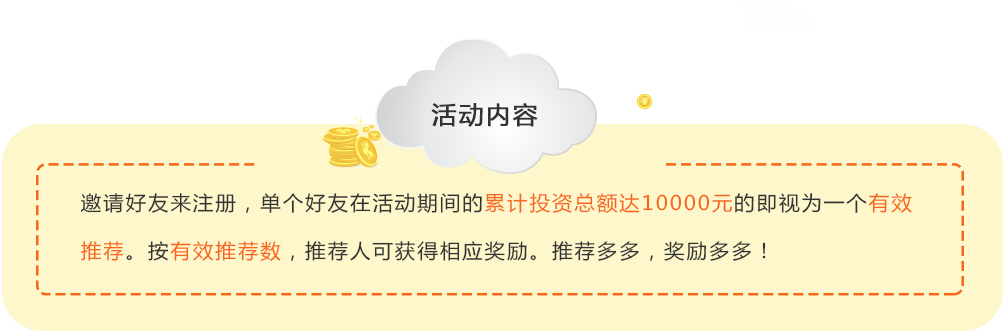 活动内容
邀请好友来注册，单个好友在活动期间的累计投资总额达10000元的即视为一个有效
推荐。按有效推荐数，推荐人可获得相应奖励。推荐多多，奖励多多！